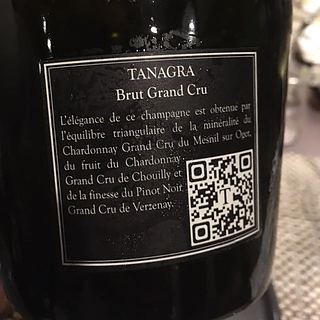 TANAGRA
Brut Grand Cru
L'élégance de ce champagne est obtenue par
l'équilibre triangulaire de la minéralité du
Chardonnay Grand Cru du Mesnil sur Oger,
du fruit du Chardonnay
Grand Cru de Chouilly et
de la finesse du Pinot Noir
Grand Cru de Verzenay.
T